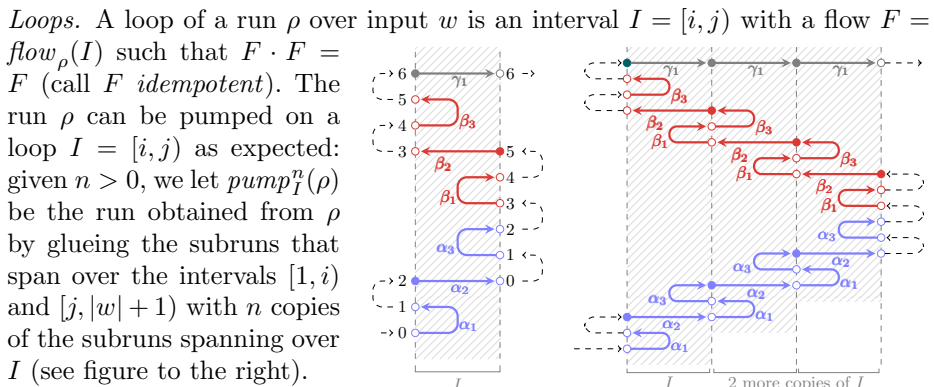 Loops. A loop of a run ρ over input w is an interval I = [i, j) with a flow F =
flow_ρ(I) such that F · F =
F (call F idempotent). The
run ρ can be pumped on a
loop I = [i, j) as expected:
given n > 0, we let pump^n_I(ρ)
be the run obtained from ρ
by glueing the subruns that
span over the intervals [1, i)
and [j, |w| + 1) with n copies
of the subruns spanning over
I (see figure to the right).
6 γ1 6
5 β3
4
3 β2 5
4
β1 3
2
α3 1
2 α2 0
1
0 α1
I
γ1 γ1 γ1
β3
β2 β3
β1 β2 β3
β1 β2
β1
α3
α3 α2
α3 α2 α1
α2 α1
α1
I 2 more copies of I